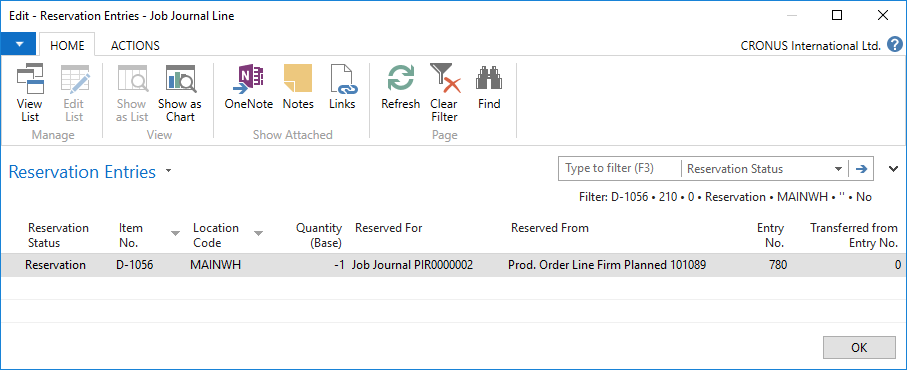 Edit - Reservation Entries - Job Journal Line
HOME ACTIONS CRONUS International Ltd. ?
View List
Edit List
Show as List
Show as Chart
OneNote
Notes
Links
Refresh
Clear Filter
Find
Manage View Show Attached Page
Reservation Entries Type to filter (F3) Reservation Status
Filter: D-1056 • 210 • 0 • Reservation • MAINWH • '' • No
Reservation Status Item No. Location Code Quantity (Base) Reserved For Reserved From Entry No. Transferred from Entry No.
Reservation D-1056 MAINWH -1 Job Journal PIR0000002 Prod. Order Line Firm Planned 101089 780 0
OK